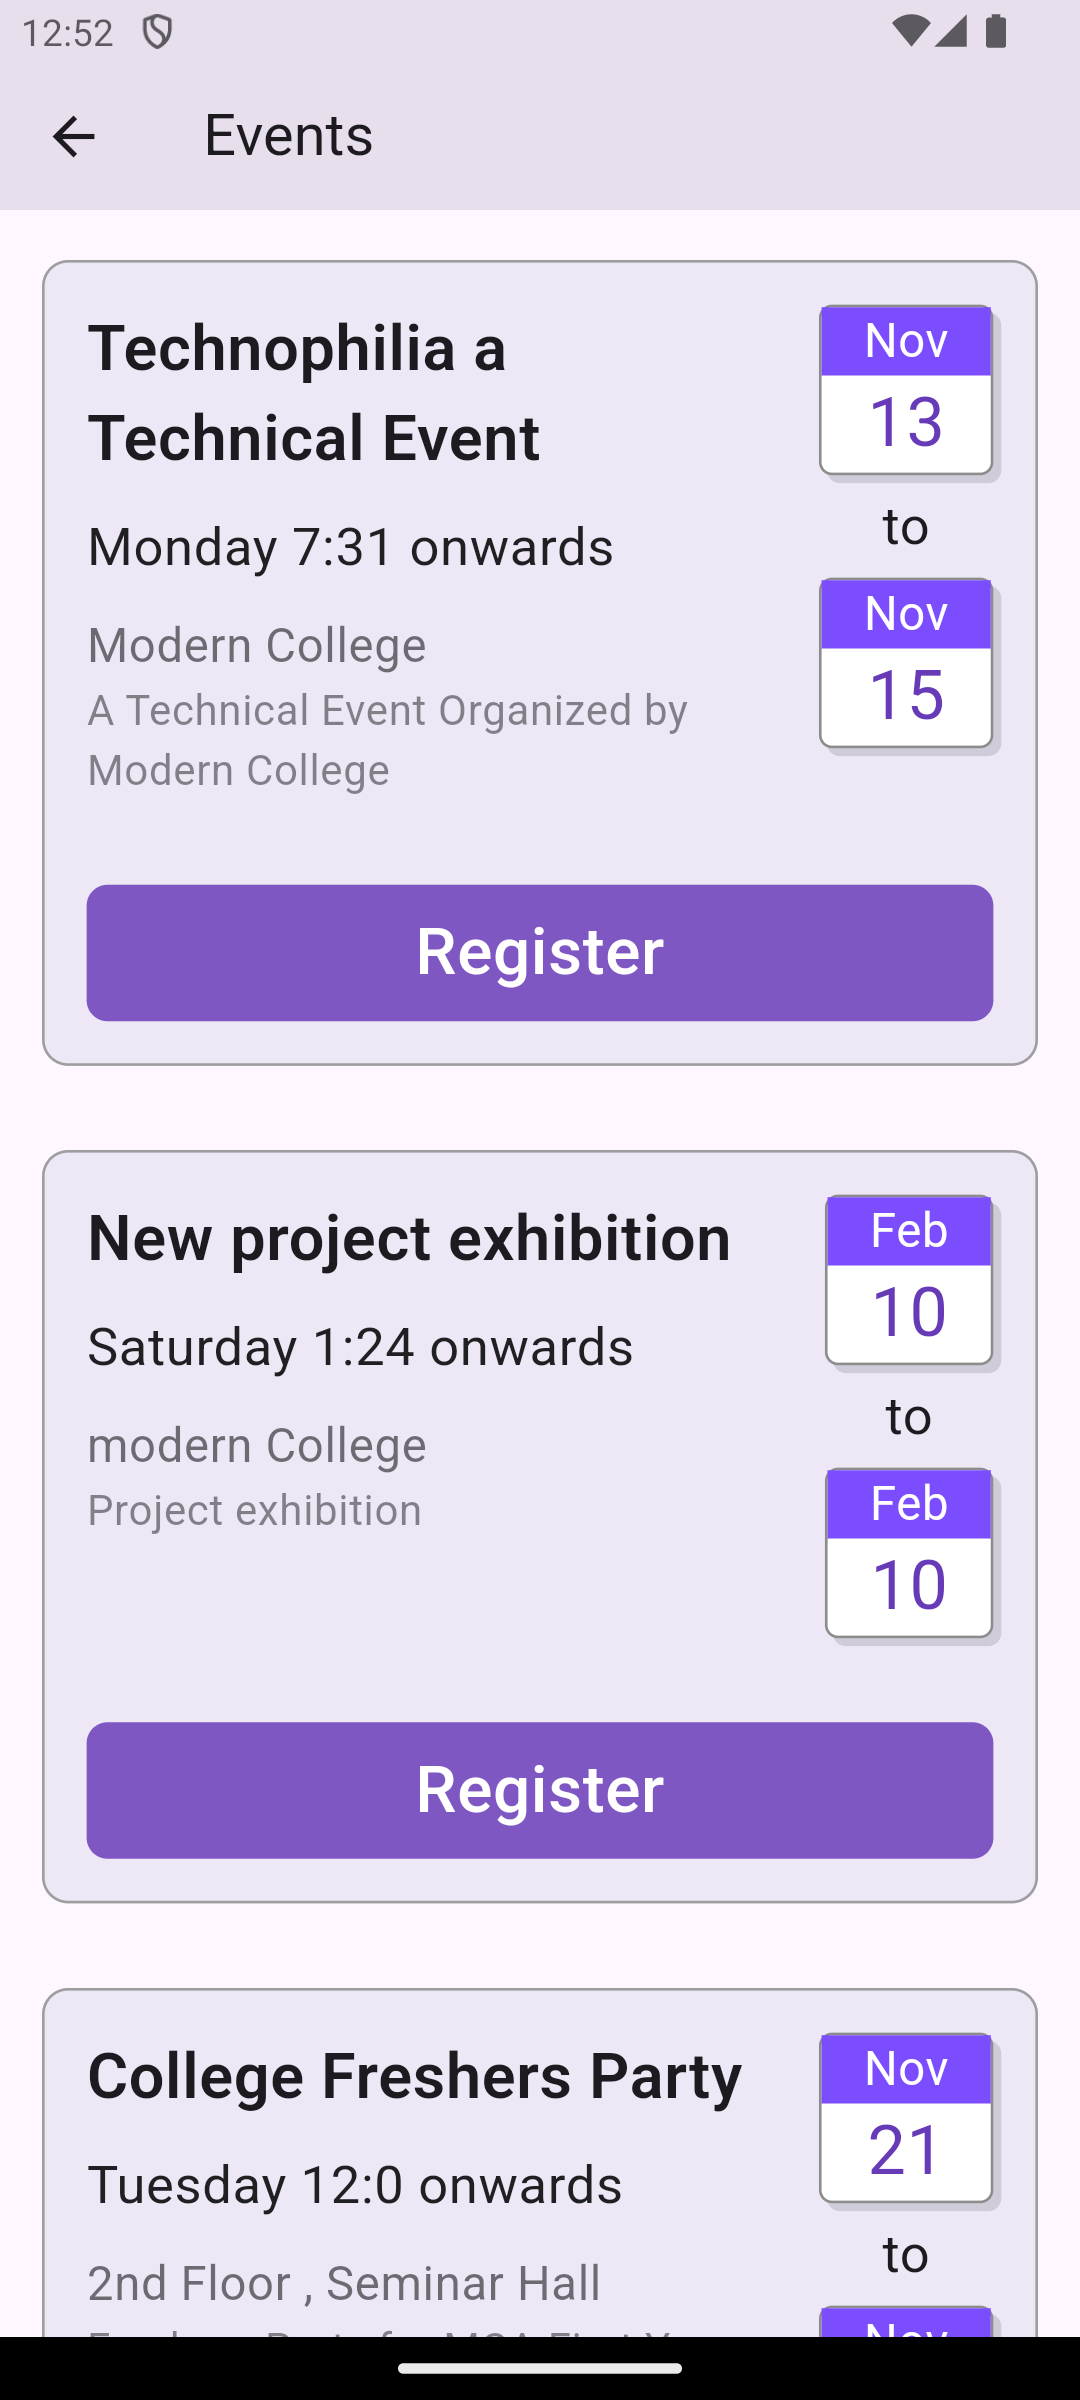 12:52
Events
Technophilia a
Technical Event
Monday 7:31 onwards
Modern College
A Technical Event Organized by
Modern College
Nov
13
to
Nov
15
Register
New project exhibition
Saturday 1:24 onwards
modern College
Project exhibition
Feb
10
to
Feb
10
Register
College Freshers Party
Tuesday 12:0 onwards
2nd Floor , Seminar Hall
Nov
21
to
Nov